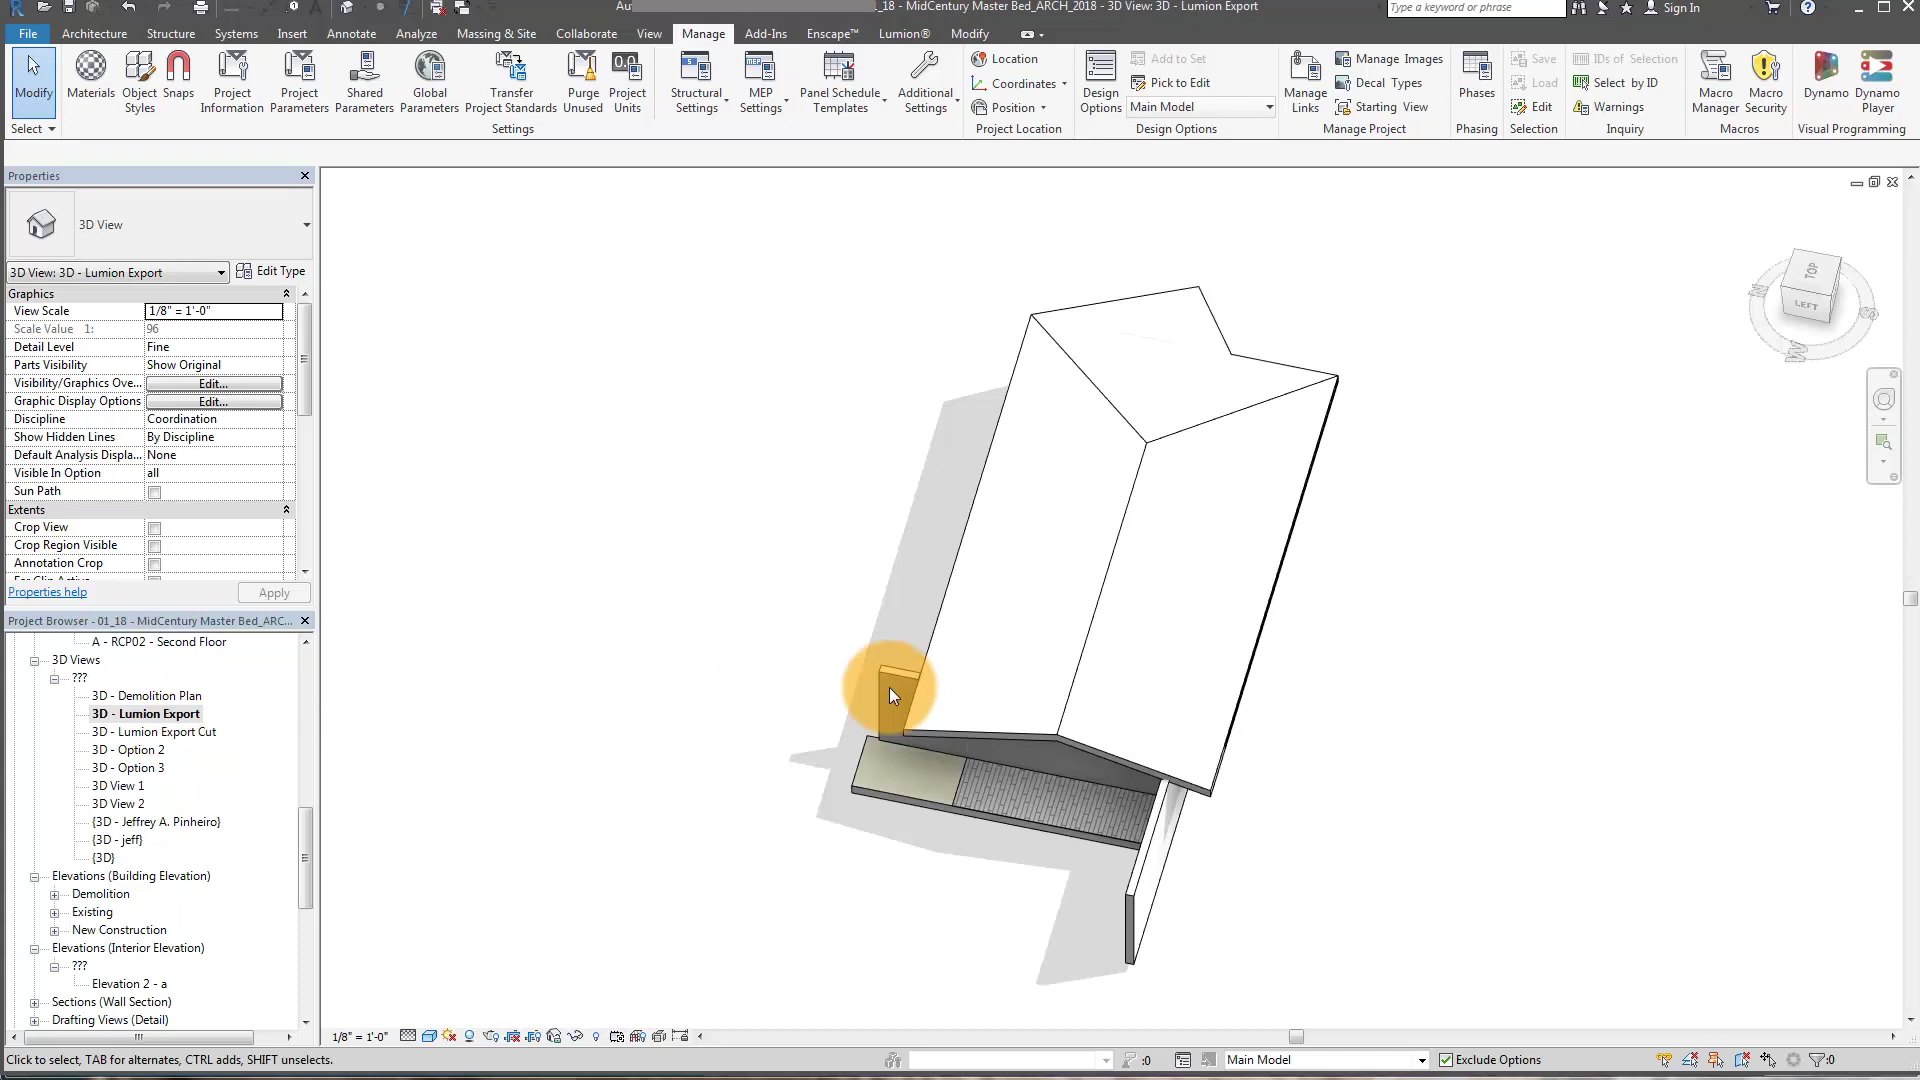 Au
_18 - MidCentury Master Bed_ARCH_2018 - 3D View: 3D - Lumion Export
Type a keyword or phrase
Sign In
File
Architecture
Structure
Systems
Insert
Annotate
Analyze
Massing & Site
Collaborate
View
Manage
Add-Ins
Enscape™
Lumion®
Modify
Modify
Materials
Object Styles
Snaps
Project Information
Project Parameters
Shared Parameters
Global Parameters
Transfer Project Standards
Purge Unused
Project Units
Structural Settings
MEP Settings
Panel Schedule Templates
Additional Settings
Location
Coordinates
Position
Design Options
Add to Set
Pick to Edit
Main Model
Manage Links
Manage Images
Decal Types
Starting View
Phases
Save
Load
Edit
IDs of Selection
Select by ID
Warnings
Macro Manager
Macro Security
Dynamo
Dynamo Player
Select
Settings
Project Location
Design Options
Manage Project
Phasing
Selection
Inquiry
Macros
Visual Programming
Properties
3D View
3D View: 3D - Lumion Export
Edit Type
Graphics
View Scale 1/8" = 1'-0"
Scale Value 1: 96
Detail Level Fine
Parts Visibility Show Original
Visibility/Graphics Ove... Edit...
Graphic Display Options Edit...
Discipline Coordination
Show Hidden Lines By Discipline
Default Analysis Displa... None
Visible In Option all
Sun Path
Extents
Crop View
Crop Region Visible
Annotation Crop
Far Clip Active
Properties help
Apply
Project Browser - 01_18 - MidCentury Master Bed_ARC...
A - RCP02 - Second Floor
3D Views
???
3D - Demolition Plan
3D - Lumion Export
3D - Lumion Export Cut
3D - Option 2
3D - Option 3
3D View 1
3D View 2
{3D - Jeffrey A. Pinheiro}
{3D - jeff}
{3D}
Elevations (Building Elevation)
Demolition
Existing
New Construction
Elevations (Interior Elevation)
???
Elevation 2 - a
Sections (Wall Section)
Drafting Views (Detail)
TOP
LEFT
N
S
W
1/8" = 1'-0"
Click to select, TAB for alternates, CTRL adds, SHIFT unselects.
:0
Main Model
Exclude Options
:0